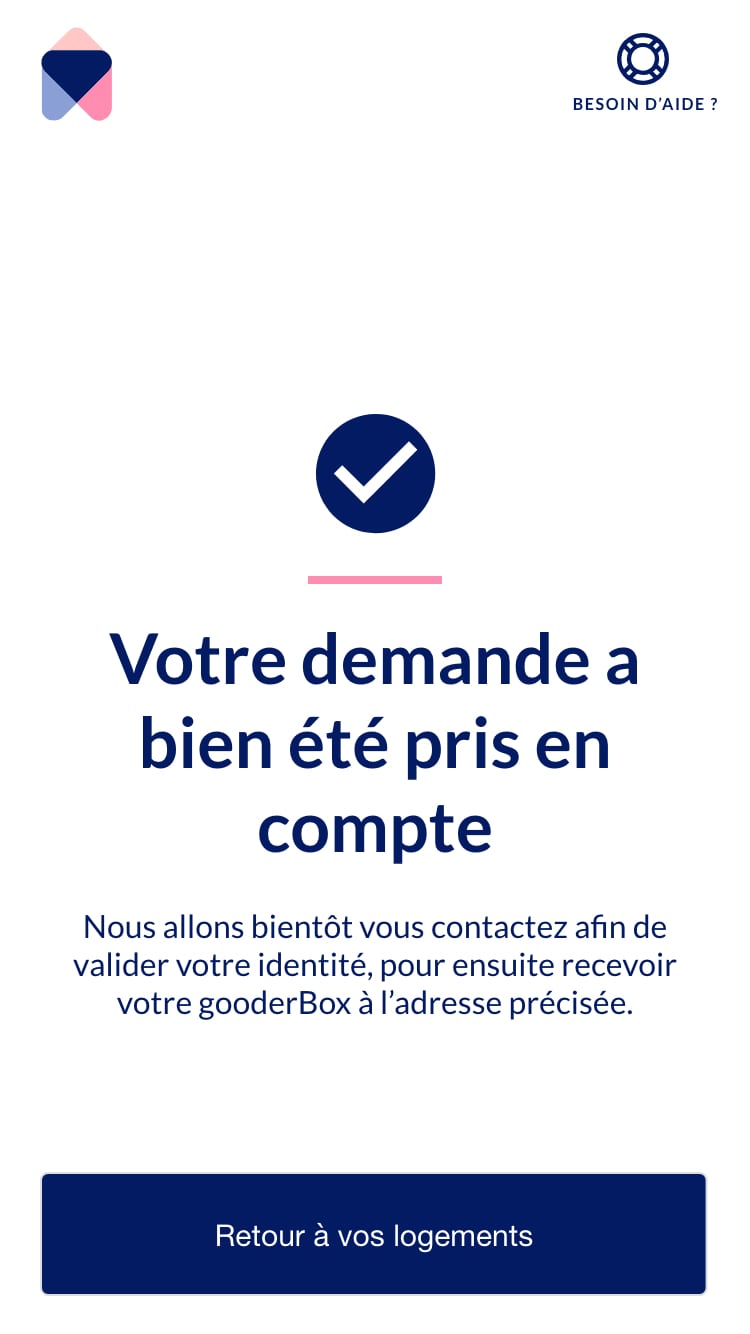 BESOIN D’AIDE ?
Votre demande a
bien été pris en
compte
Nous allons bientôt vous contactez afin de
valider votre identité, pour ensuite recevoir
votre gooderBox à l’adresse précisée.
Retour à vos logements